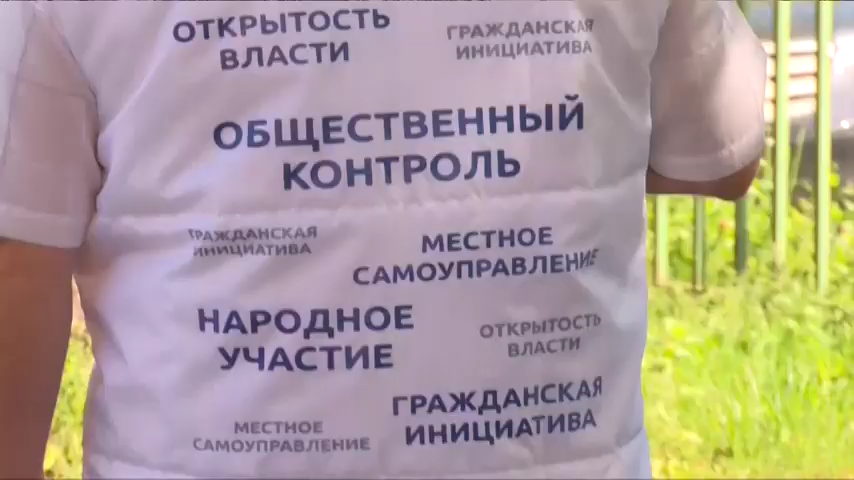 ОТКРЫТОСТЬ
ВЛАСТИ
ГРАЖДАНСКАЯ
ИНИЦИАТИВА
ОБЩЕСТВЕННЫЙ
КОНТРОЛЬ
ГРАЖДАНСКАЯ
ИНИЦИАТИВА
МЕСТНОЕ
САМОУПРАВЛЕНИЕ
НАРОДНОЕ
УЧАСТИЕ
ОТКРЫТОСТЬ
ВЛАСТИ
ГРАЖДАНСКАЯ
ИНИЦИАТИВА
МЕСТНОЕ
САМОУПРАВЛЕНИЕ